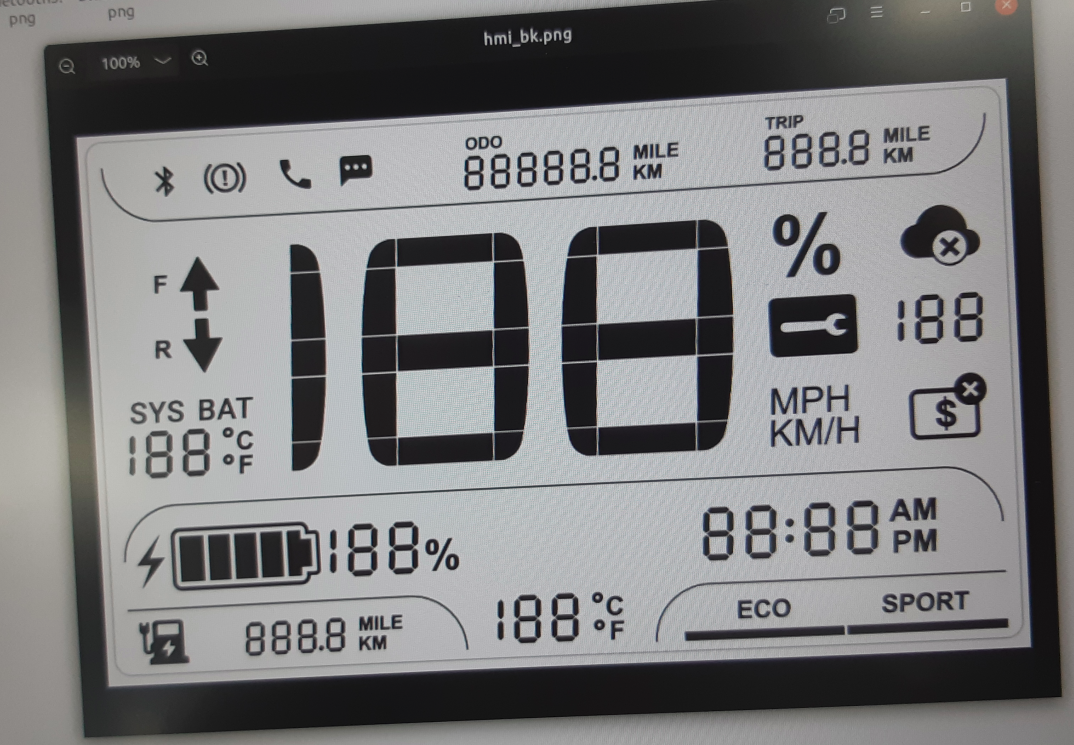 png
png
100%
hmi_bk.png
ODO
88888.8 MILE
KM
TRIP
888.8 MILE
KM
F
R
188
%
188
$
MPH
KM/H
SYS BAT
188 °C
°F
188%
88:88 AM
PM
888.8 MILE
KM
188 °C
°F
ECO
SPORT